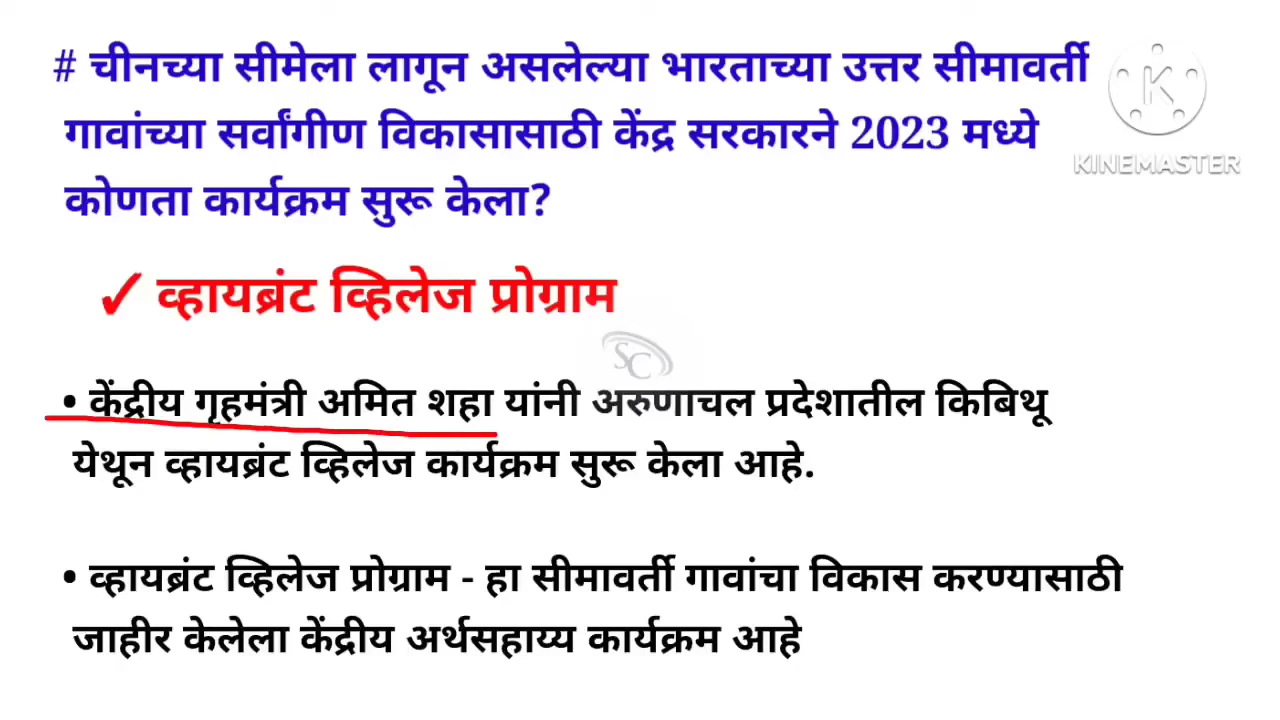 # चीनच्या सीमेला लागून असलेल्या भारताच्या उत्तर सीमावर्ती
गावांच्या सर्वांगीण विकासासाठी केंद्र सरकारने 2023 मध्ये
कोणता कार्यक्रम सुरू केला?
KINEMASTER
✓ व्हायब्रंट व्हिलेज प्रोग्राम
SC
• केंद्रीय गृहमंत्री अमित शहा यांनी अरुणाचल प्रदेशातील किबिथू
येथून व्हायब्रंट व्हिलेज कार्यक्रम सुरू केला आहे.
• व्हायब्रंट व्हिलेज प्रोग्राम - हा सीमावर्ती गावांचा विकास करण्यासाठी
जाहीर केलेला केंद्रीय अर्थसहाय्य कार्यक्रम आहे